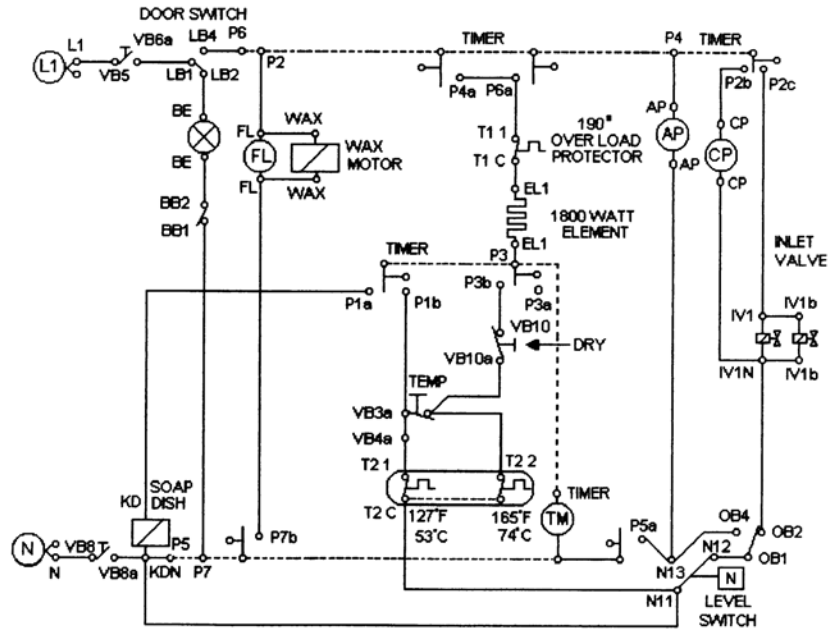 DOOR SWITCH
L1
L1
VB6a
VB5
LB4
P6
LB1
LB2
P2
TIMER
P4
TIMER
P4a
P6a
P2b
P2c
BE
BE
FL
FL
FL
WAX
WAX
WAX
MOTOR
T1 1
T1 C
190°
OVER LOAD
PROTECTOR
AP
AP
AP
CP
CP
CP
BB2
BB1
EL1
EL1
1800 WATT
ELEMENT
TIMER
P3
P1a
P1b
P3b
P3a
INLET
VALVE
VB10
VB10a
DRY
IV1
IV1b
IV1N
IV1b
TEMP
VB3a
VB4a
T2 1
T2 2
T2 C
127°F
53°C
165°F
74°C
TIMER
TM
KD
SOAP
DISH
P5
N
N
VB8
VB8a
KDN
P7
P7b
P5a
OB4
OB2
OB1
N12
N13
N11
N
LEVEL
SWITCH